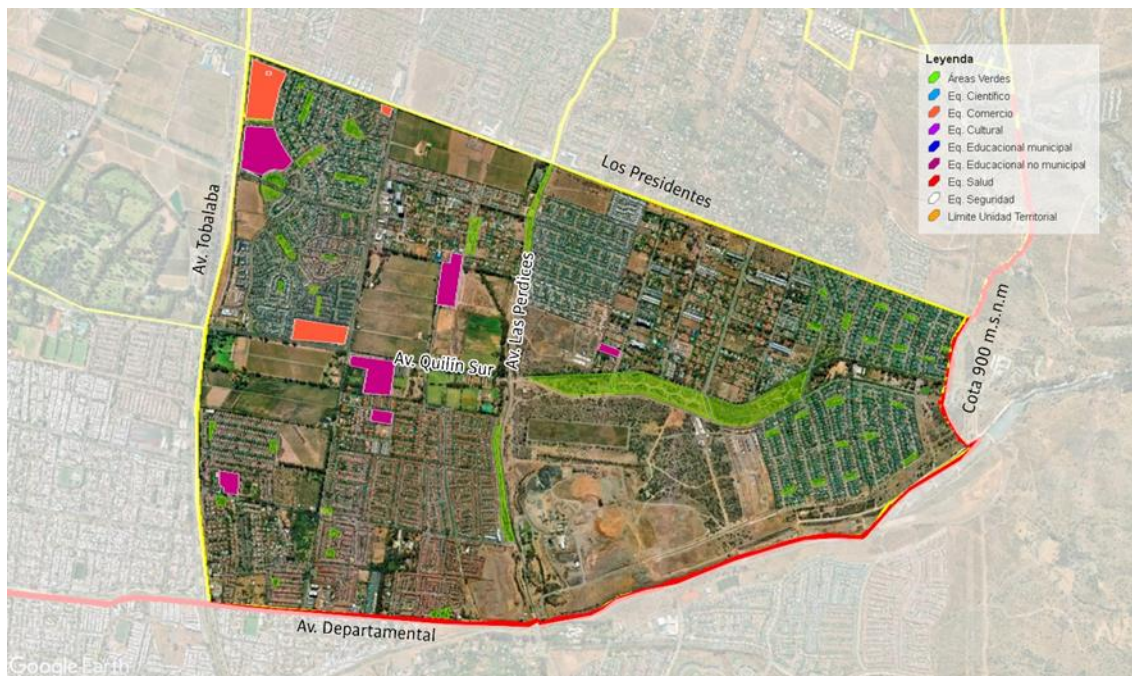 Leyenda
Áreas Verdes
Eq. Científico
Eq. Comercio
Eq. Cultural
Eq. Educacional municipal
Eq. Educacional no municipal
Eq. Salud
Eq. Seguridad
Límite Unidad Territorial
Los Presidentes
Av. Tobalaba
Av. Las Perdices
Av. Quilín Sur
Cota 900 m.s.n.m
Av. Departamental
Google Earth